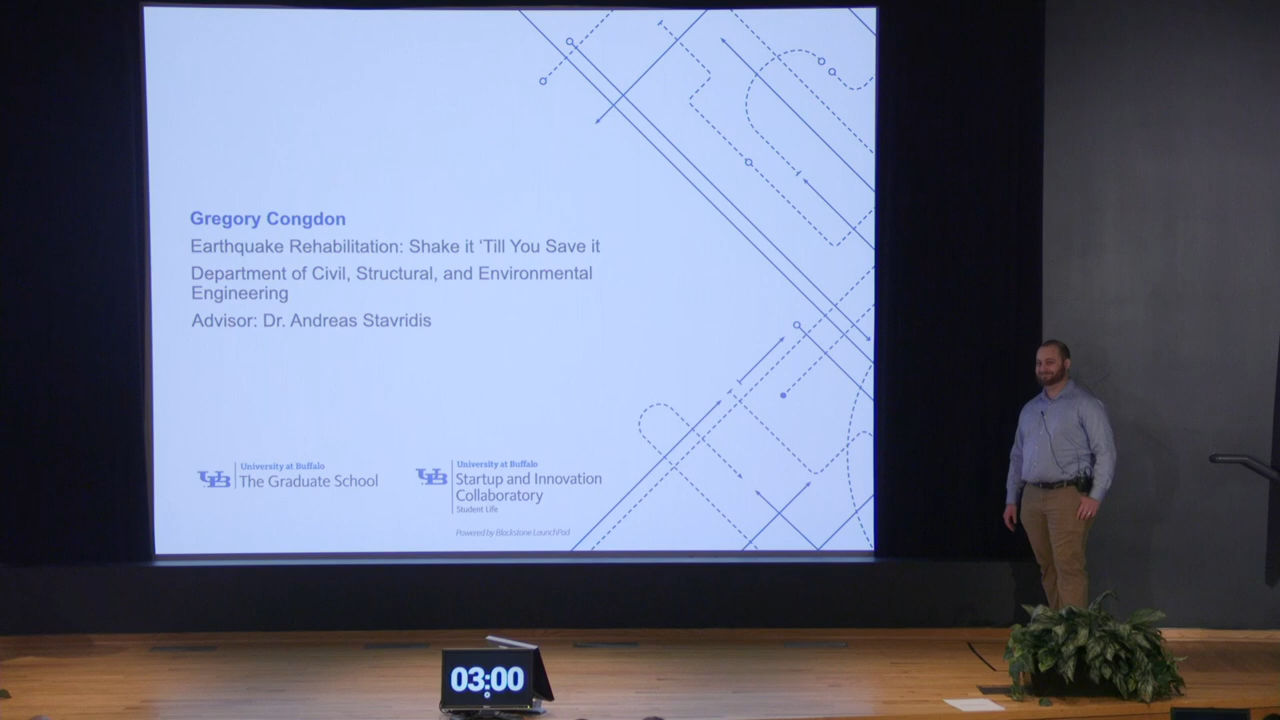 Gregory Congdon
Earthquake Rehabilitation: Shake it ‘Till You Save it
Department of Civil, Structural, and Environmental
Engineering
Advisor: Dr. Andreas Stavridis
UB
University at Buffalo
The Graduate School
UB
University at Buffalo
Startup and Innovation
Collaboratory
Student Life
Powered by Blackstone LaunchPad
03:00